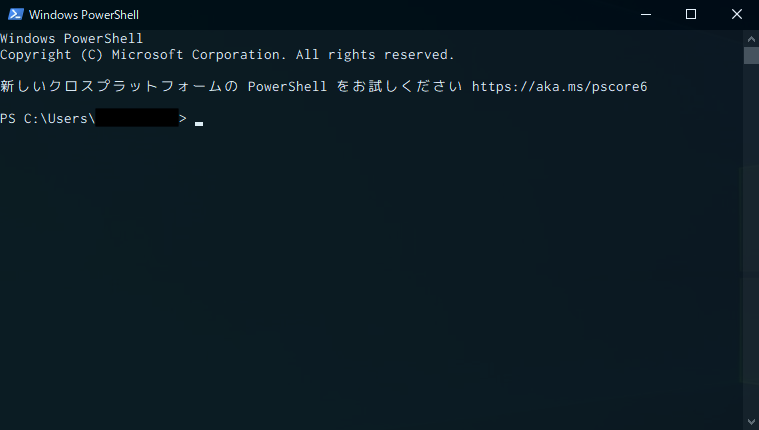 Windows PowerShell
Windows PowerShell
Copyright (C) Microsoft Corporation. All rights reserved.
新しいクロスプラットフォームの PowerShell をお試しください https://aka.ms/pscore6
PS C:\Users\ >